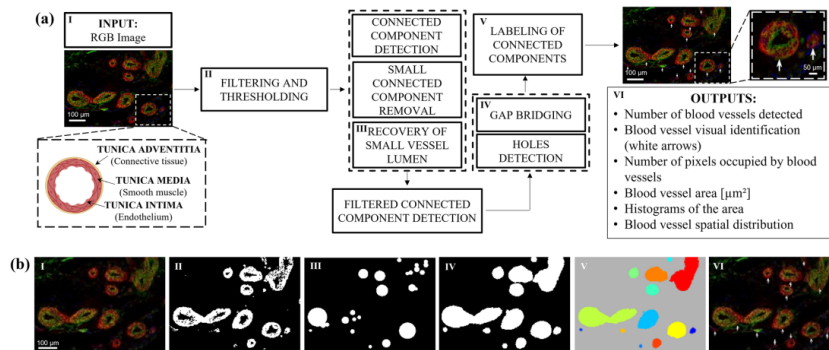 (a)
I
INPUT:
RGB Image
100 µm
TUNICA ADVENTITIA
(Connective tissue)
TUNICA MEDIA
(Smooth muscle)
TUNICA INTIMA
(Endothelium)
II
FILTERING AND
THRESHOLDING
CONNECTED
COMPONENT
DETECTION
SMALL
CONNECTED
COMPONENT
REMOVAL
III
RECOVERY OF
SMALL VESSEL
LUMEN
FILTERED CONNECTED
COMPONENT DETECTION
IV
GAP BRIDGING
HOLES
DETECTION
V
LABELING OF
CONNECTED
COMPONENTS
100 µm
50 µm
VI
OUTPUTS:
• Number of blood vessels detected
• Blood vessel visual identification
(white arrows)
• Number of pixels occupied by blood
vessels
• Blood vessel area [µm²]
• Histograms of the area
• Blood vessel spatial distribution
(b)
I
100 µm
II
III
IV
V
VI
100 µm